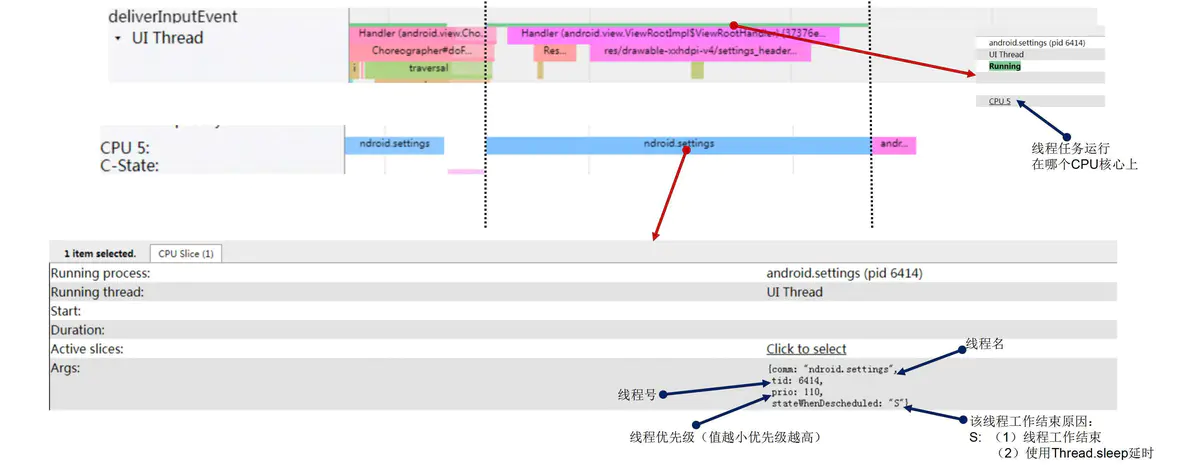 deliverInputEvent
UI Thread
Handler (android.view.Cho...
Handler (android.view.ViewRootImpl$ViewRootHandler) (37376e...
Choreographer#doF...
Res...
res/drawable-xxhdpi-v4/settings_header...
i
traversal
android.settings (pid 6414)
UI Thread
Running
CPU 5
线程任务运行
在哪个CPU核心上
CPU 5:
ndroid.settings
ndroid.settings
andr...
C-State:
1 item selected.
CPU Slice (1)
Running process:
android.settings (pid 6414)
Running thread:
UI Thread
Start:
Duration:
Active slices:
Click to select
Args:
{comm: "ndroid.settings",
tid: 6414,
prio: 110,
stateWhenDescheduled: "S"}
线程名
线程号
线程优先级（值越小优先级越高）
该线程工作结束原因：
S: （1）线程工作结束
（2）使用Thread.sleep延时